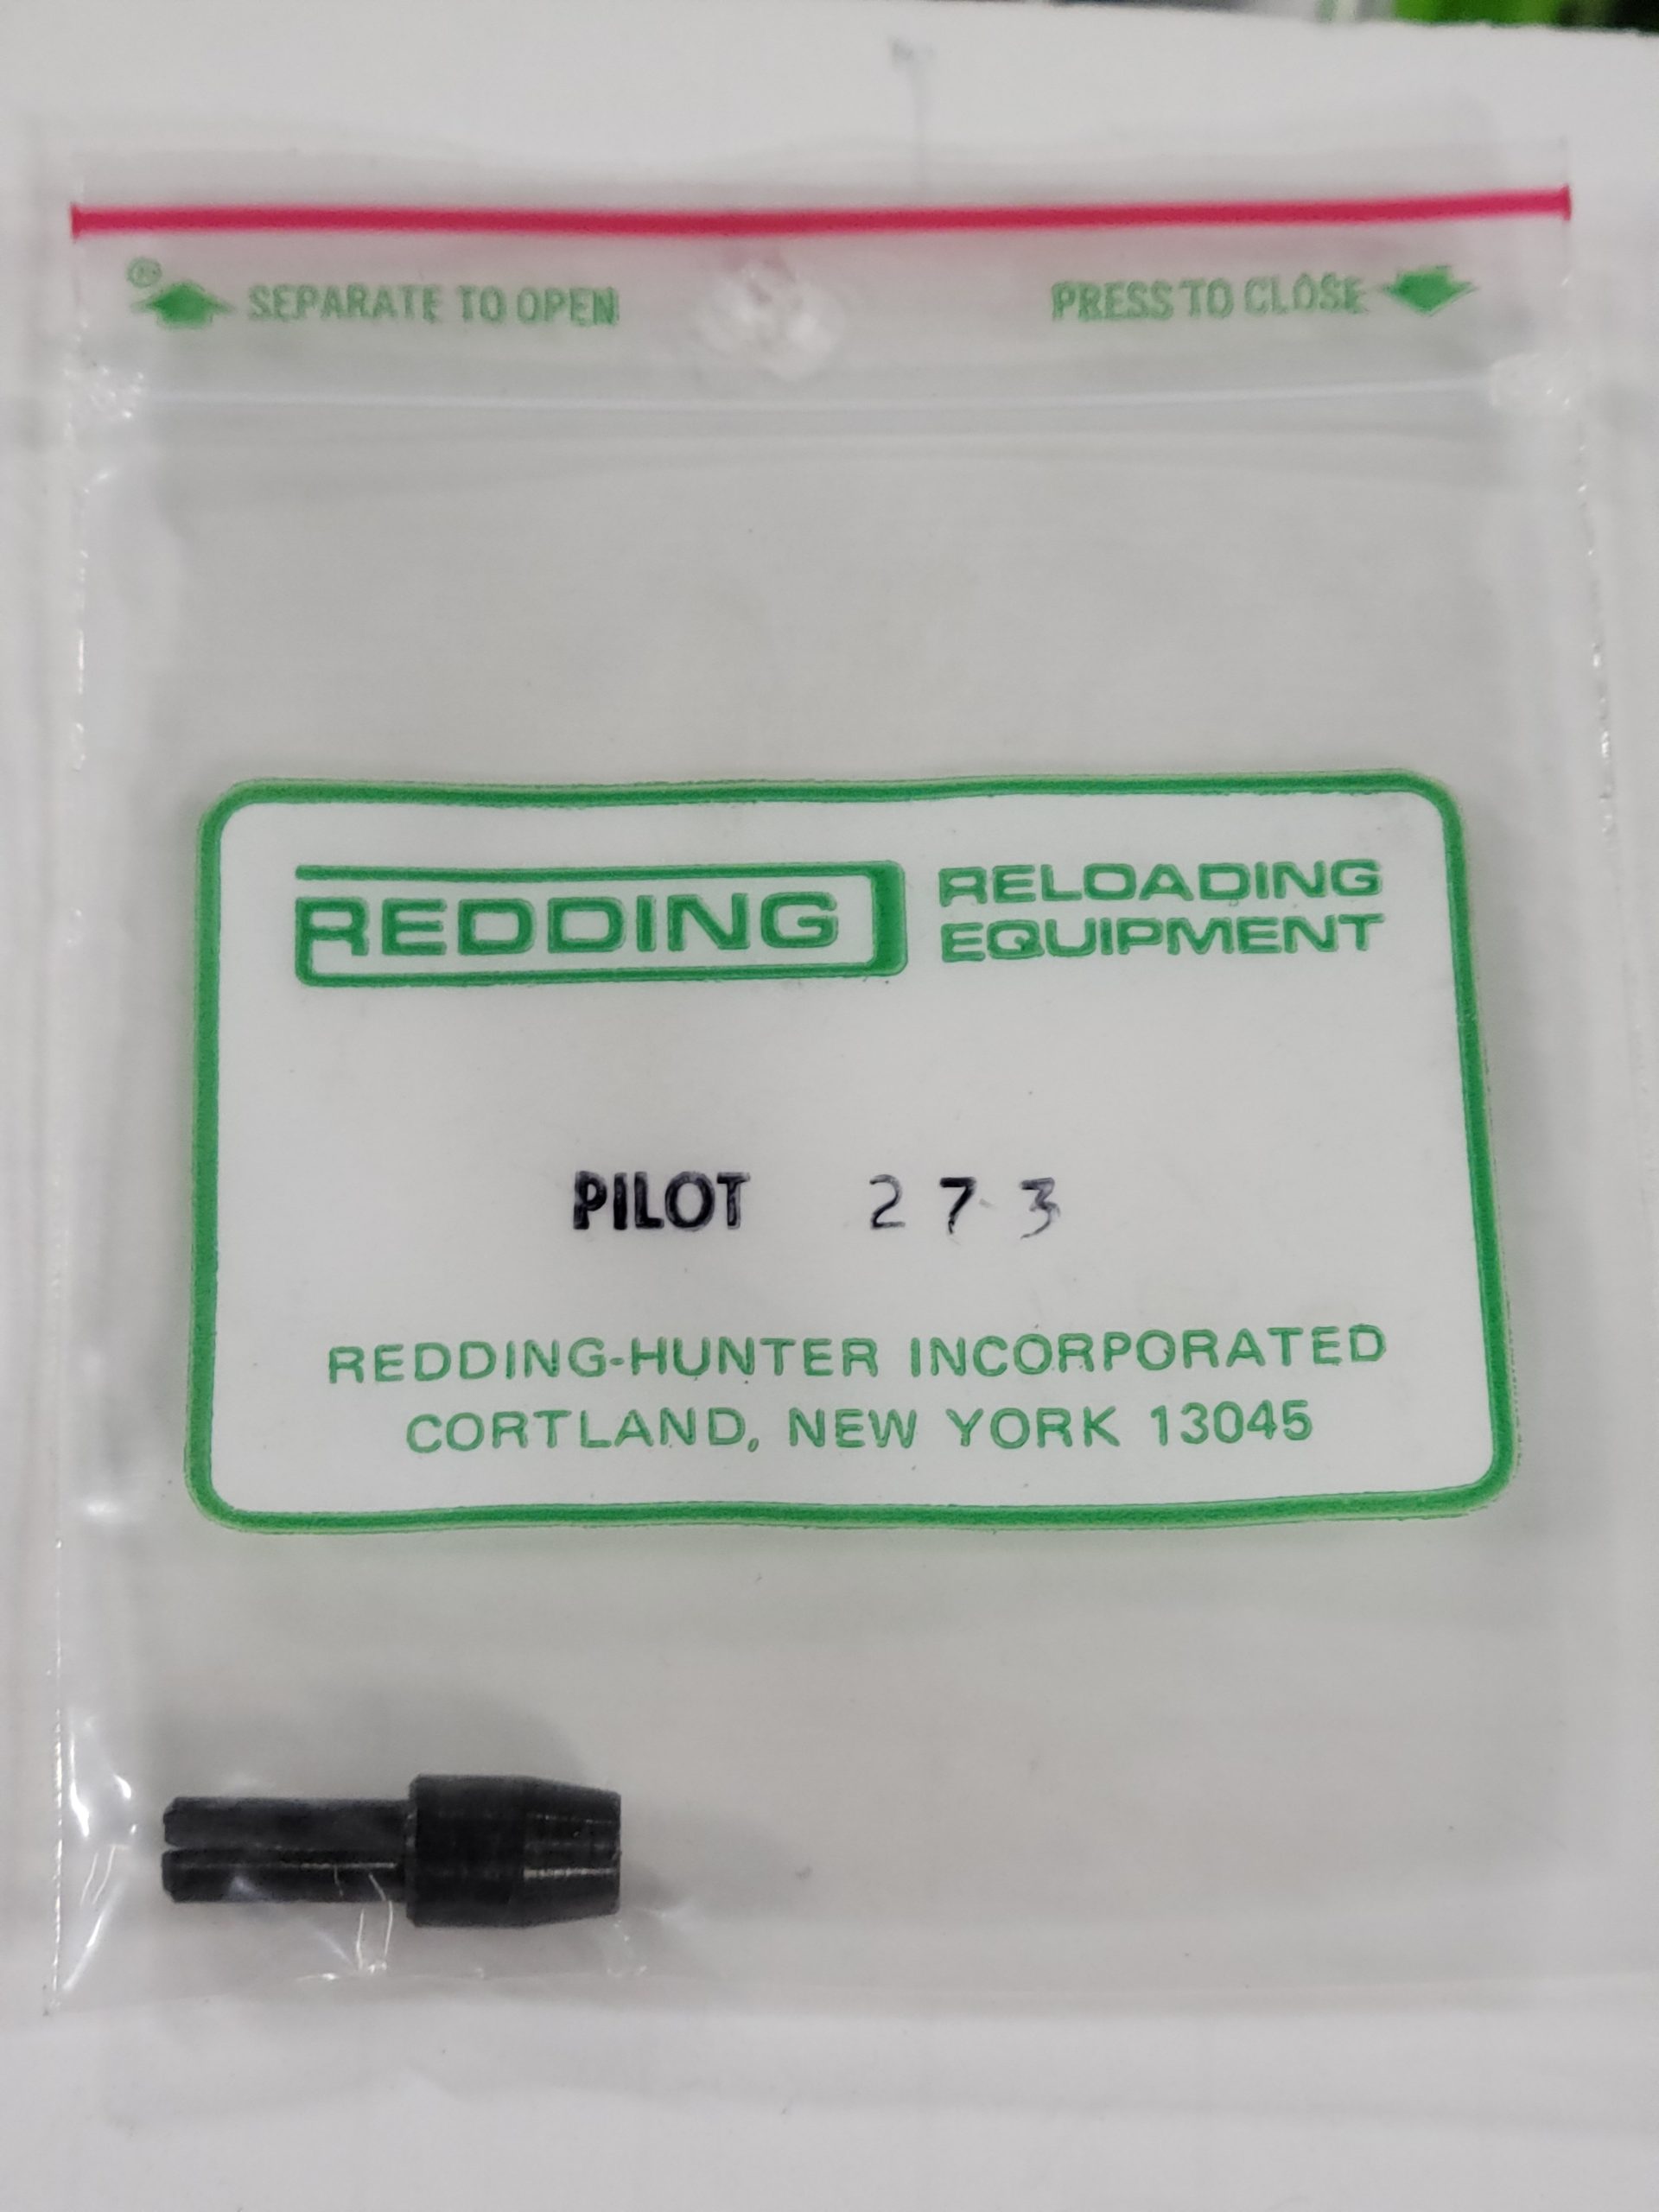 SEPARATE TO OPEN
PRESS TO CLOSE
REDDING
RELOADING
EQUIPMENT
PILOT 273
REDDING-HUNTER INCORPORATED
CORTLAND, NEW YORK 13045